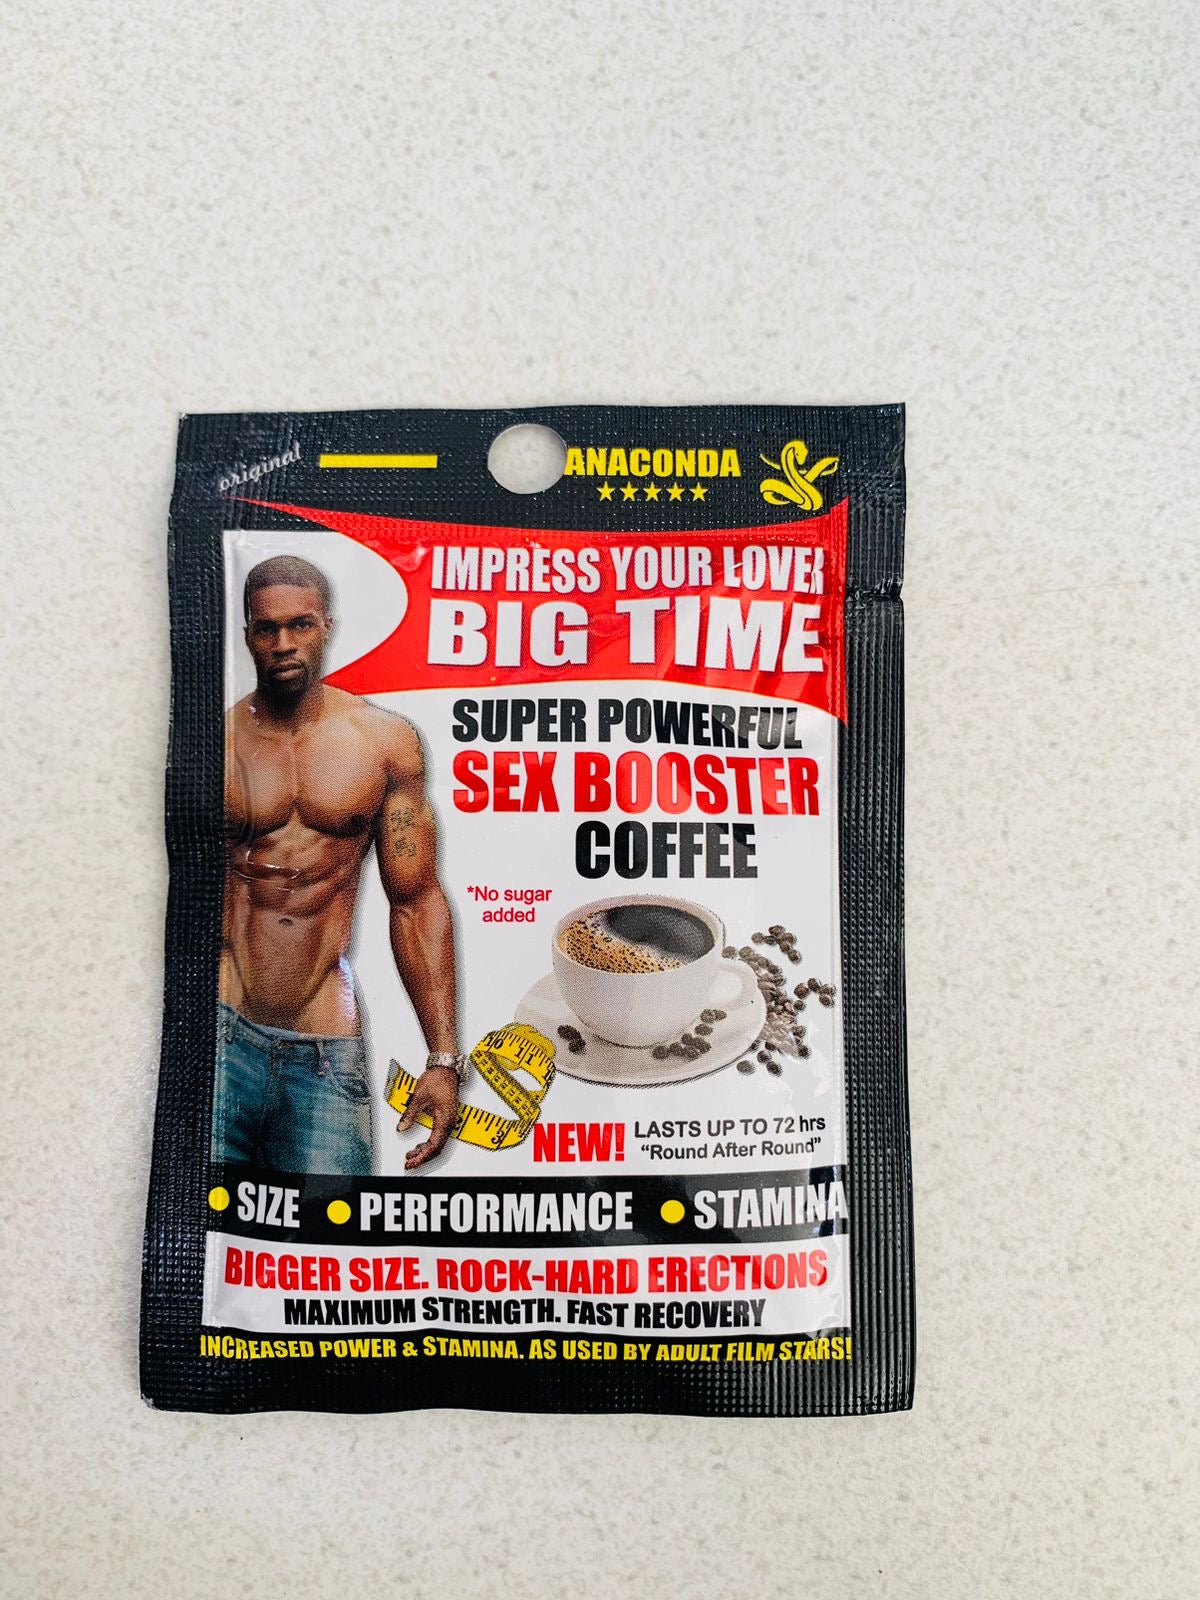 original
ANACONDA
IMPRESS YOUR LOVER
BIG TIME
SUPER POWERFUL
SEX BOOSTER
COFFEE
*No sugar
added
NEW! LASTS UP TO 72 hrs
"Round After Round"
SIZE PERFORMANCE STAMINA
BIGGER SIZE. ROCK-HARD ERECTIONS
MAXIMUM STRENGTH. FAST RECOVERY
INCREASED POWER & STAMINA. AS USED BY ADULT FILM STARS!